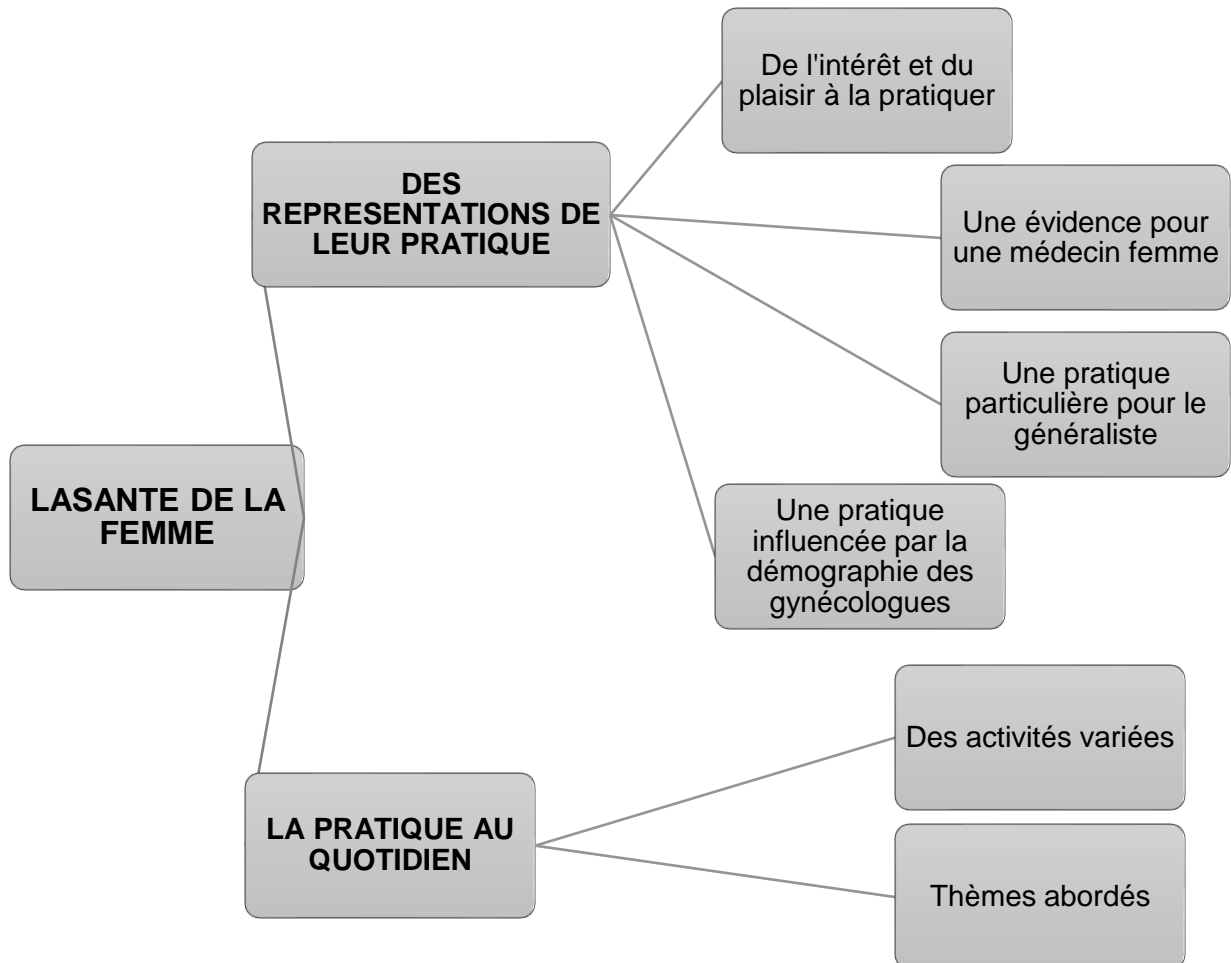 De l'intérêt et du
plaisir à la pratiquer
DES
REPRESENTATIONS DE
LEUR PRATIQUE
Une évidence pour
une médecin femme
Une pratique
particulière pour le
généraliste
LASANTE DE LA
FEMME
Une pratique
influencée par la
démographie des
gynécologues
Des activités variées
LA PRATIQUE AU
QUOTIDIEN
Thèmes abordés